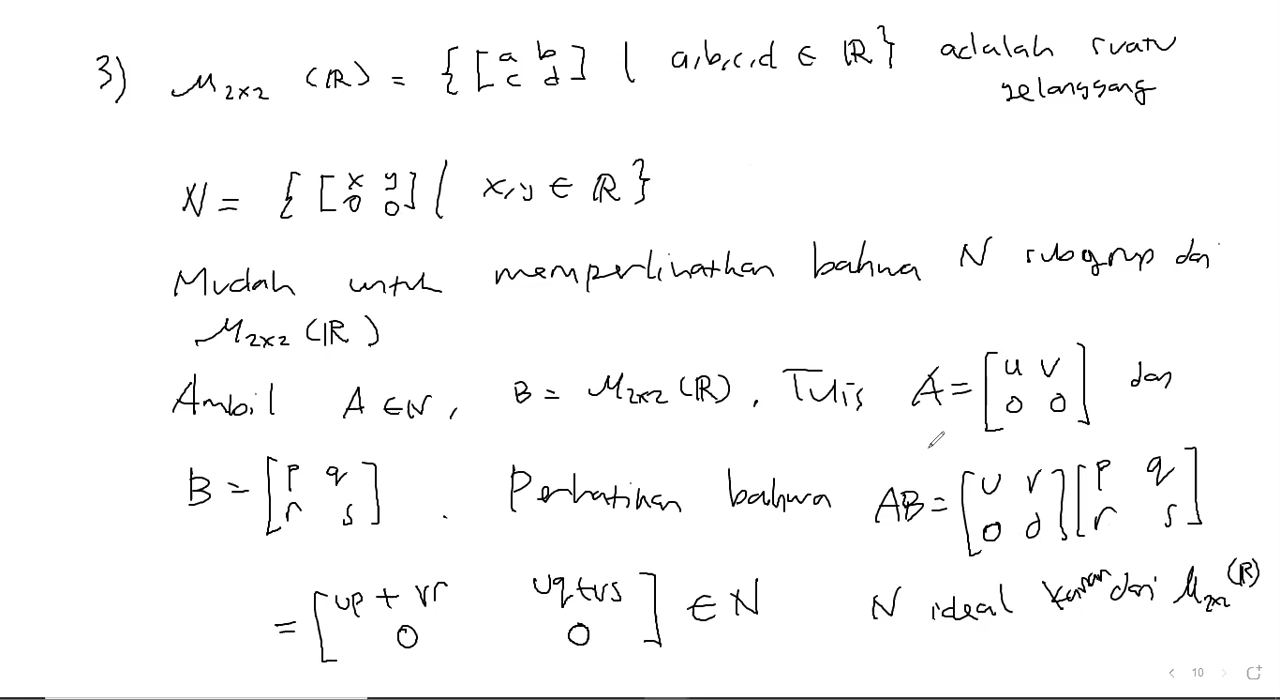 3) M₂ₓ₂ (ℝ) = { [a b c d] | a,b,c,d ∈ ℝ } adalah suatu
gelanggang
N = { [x y 0 0] | x,y ∈ ℝ }
Mudah untuk memperlihatkan bahwa N subgrup dari
M₂ₓ₂ (ℝ)
Ambil A ∈ N, B = M₂ₓ₂ (ℝ), Tulis A = [u v 0 0] dan
B = [p q r s] . Perhatikan bahwa AB = [u v 0 0] [p q r s]
= [up + vr uq + vs 0 0] ∈ N N ideal kanan dari M₂ₓ₂ (ℝ)
10